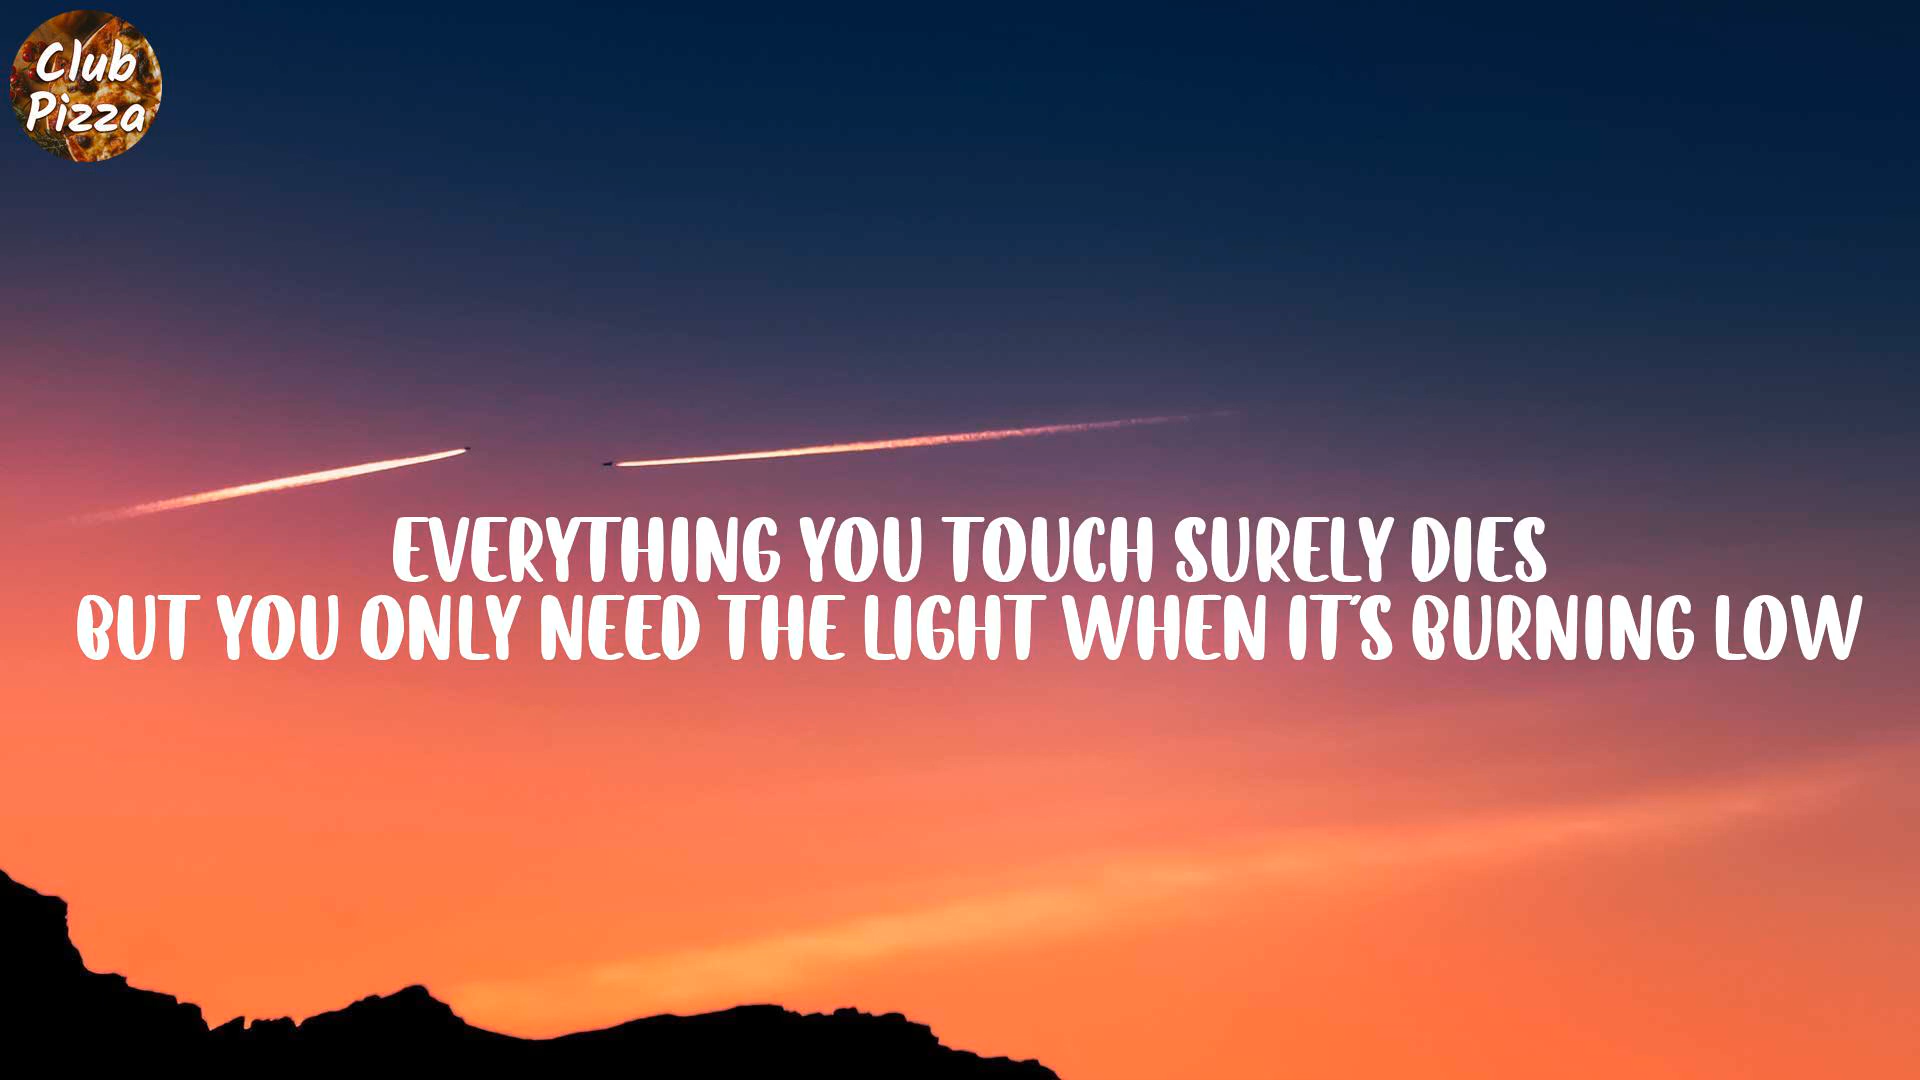 Club
Pizza
EVERYTHING YOU TOUCH SURELY DIES
BUT YOU ONLY NEED THE LIGHT WHEN IT'S BURNING LOW